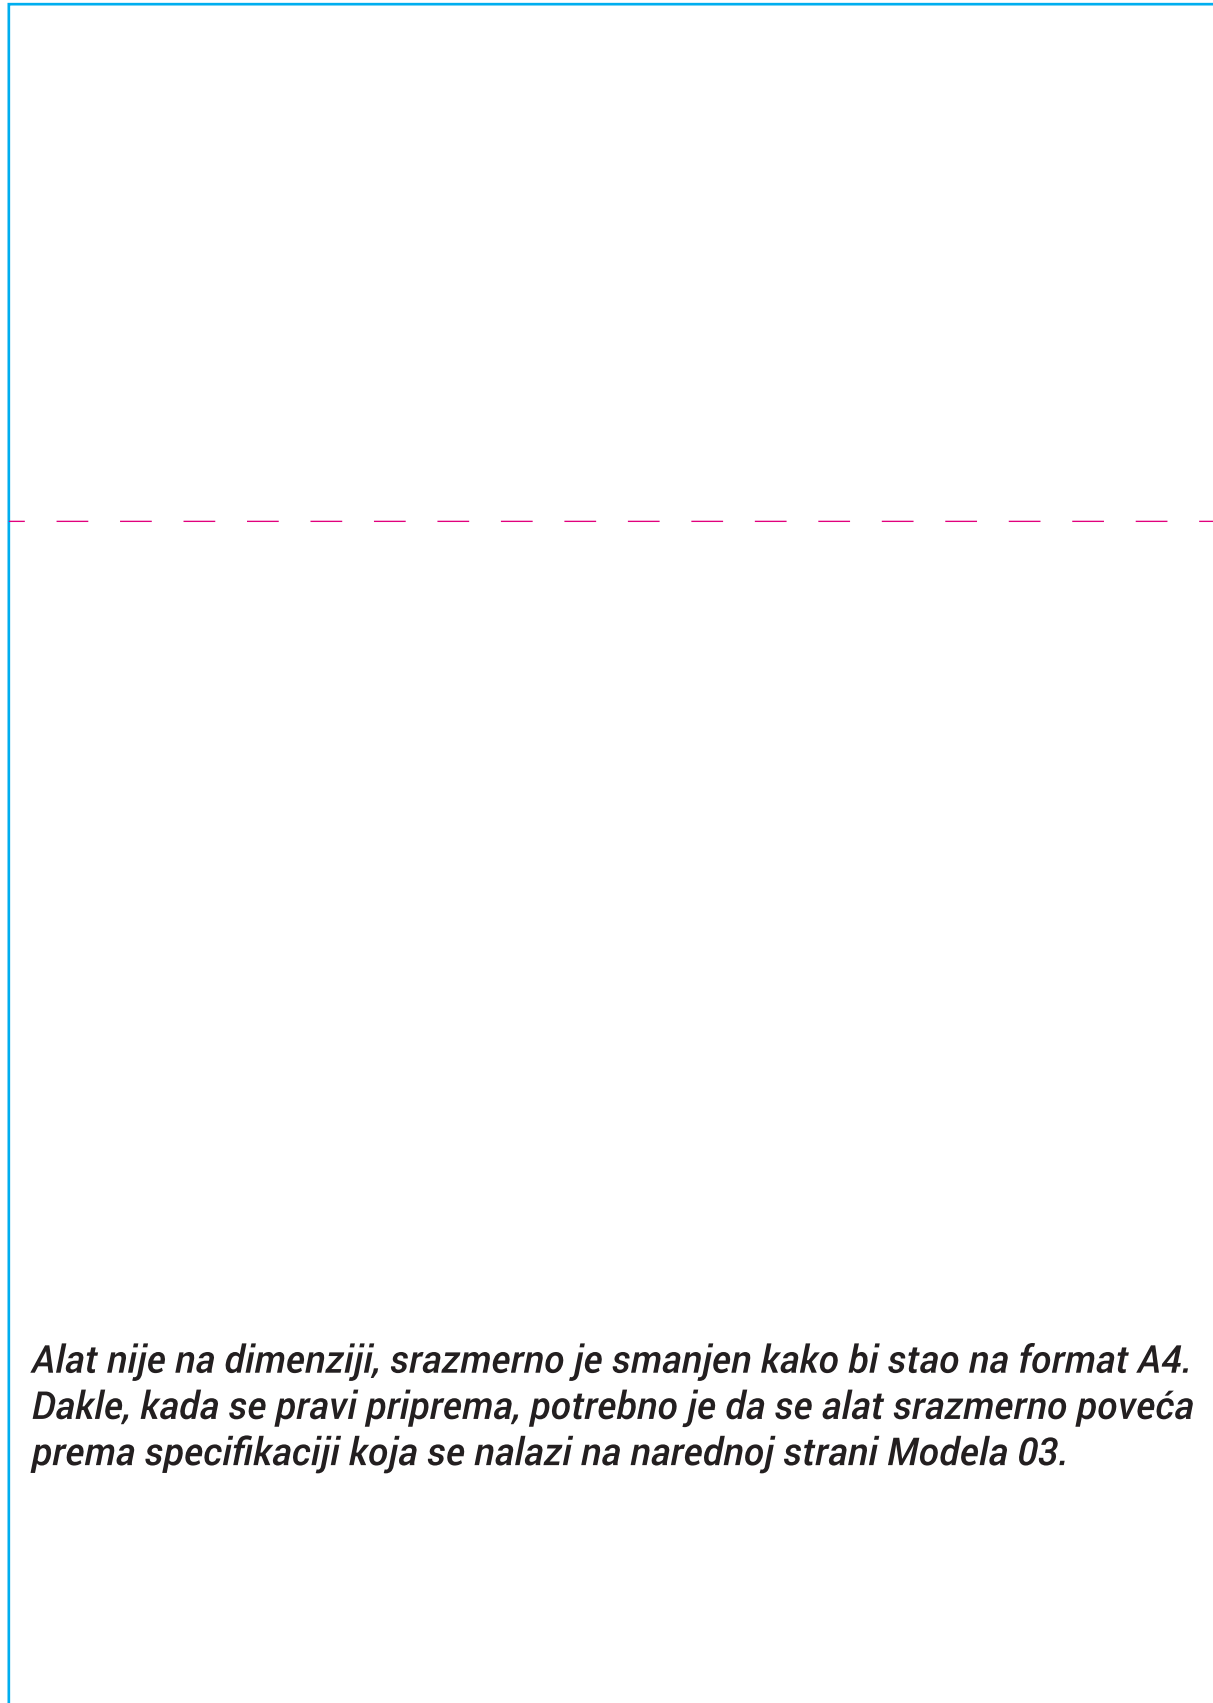 Alat nije na dimenziji, srazmerno je smanjen kako bi stao na format A4.
Dakle, kada se pravi priprema, potrebno je da se alat srazmerno poveća
prema specifikaciji koja se nalazi na narednoj strani Modela 03.